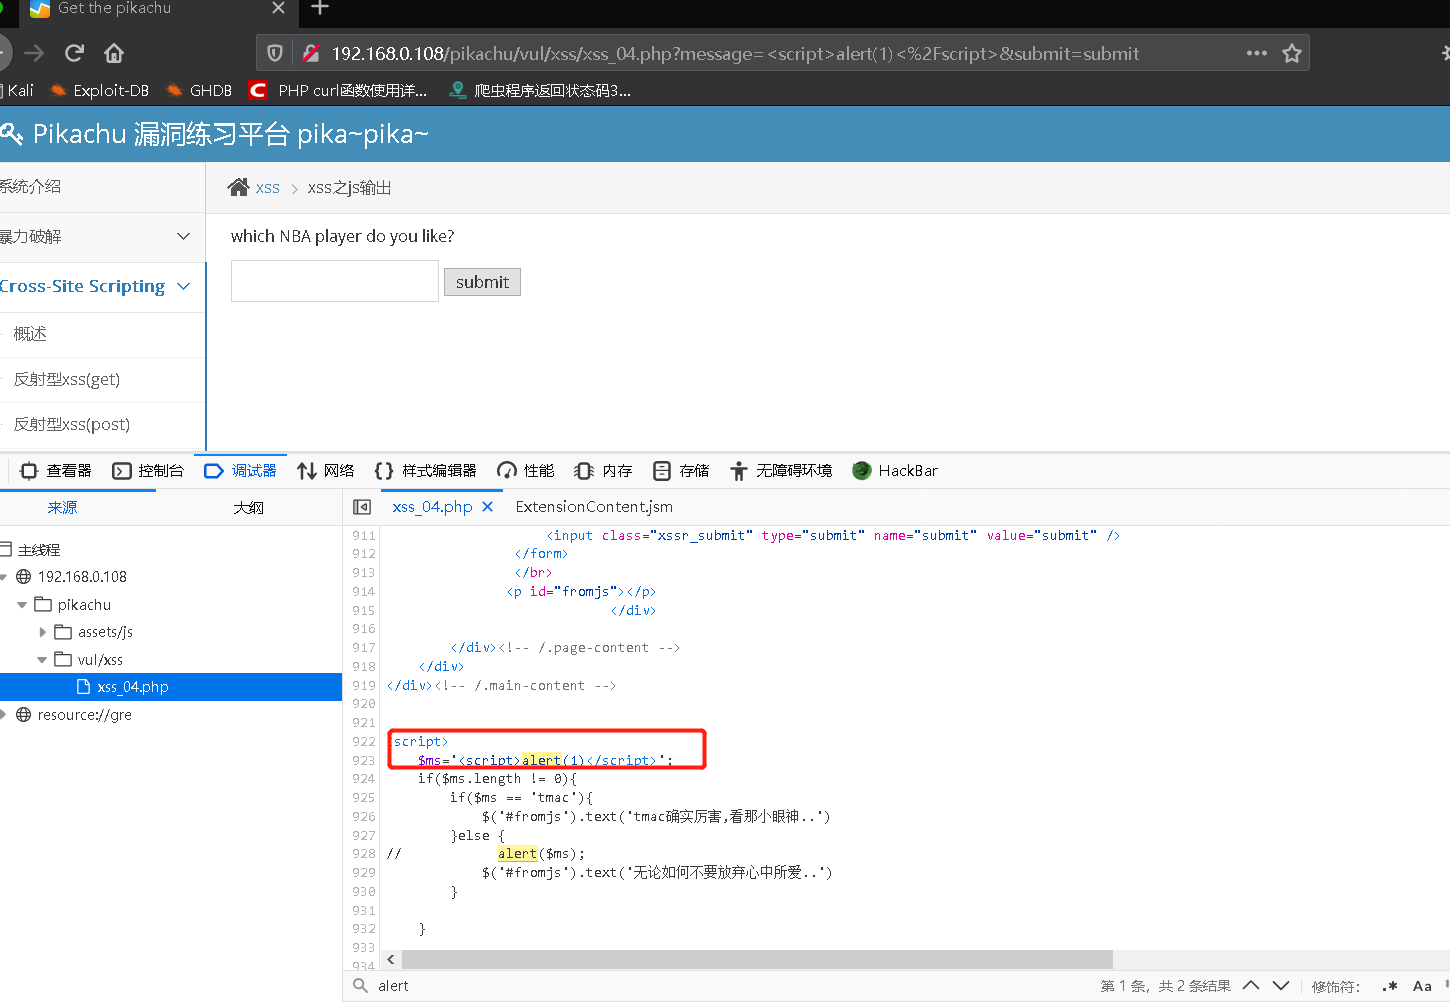 Get the pikachu
192.168.0.108/pikachu/vul/xss/xss_04.php?message=<script>alert(1)<%2Fscript>&submit=submit
Kali Exploit-DB GHDB PHP curl函数使用详... 爬虫程序返回状态码3...
Pikachu 漏洞练习平台 pika~pika~
系统介绍
xss > xss之js输出
暴力破解
which NBA player do you like?
submit
Cross-Site Scripting
概述
反射型xss(get)
反射型xss(post)
查看器 控制台 调试器 网络 {} 样式编辑器 性能 内存 存储 无障碍环境 HackBar
来源 大纲
xss_04.php ExtensionContent.jsm
主线程
192.168.0.108
pikachu
assets/js
vul/xss
xss_04.php
resource://gre
911 <input class="xssr_submit" type="submit" name="submit" value="submit" />
912 </form>
913 </br>
914 <p id="fromjs"></p>
915 </div>
916
917 </div><!-- /.page-content -->
918 </div>
919 </div><!-- /.main-content -->
920
921
922 script>
923 $ms='<script>alert(1)</script>';
924 if($ms.length != 0){
925 if($ms == 'tmac'){
926 $('#fromjs').text('tmac确实厉害,看那小眼神..')
927 }else {
928 // alert($ms);
929 $('#fromjs').text('无论如何不要放弃心中所爱..')
930 }
931
932 }
933
934
alert
第 1 条，共 2 条结果 修饰符： .* Aa